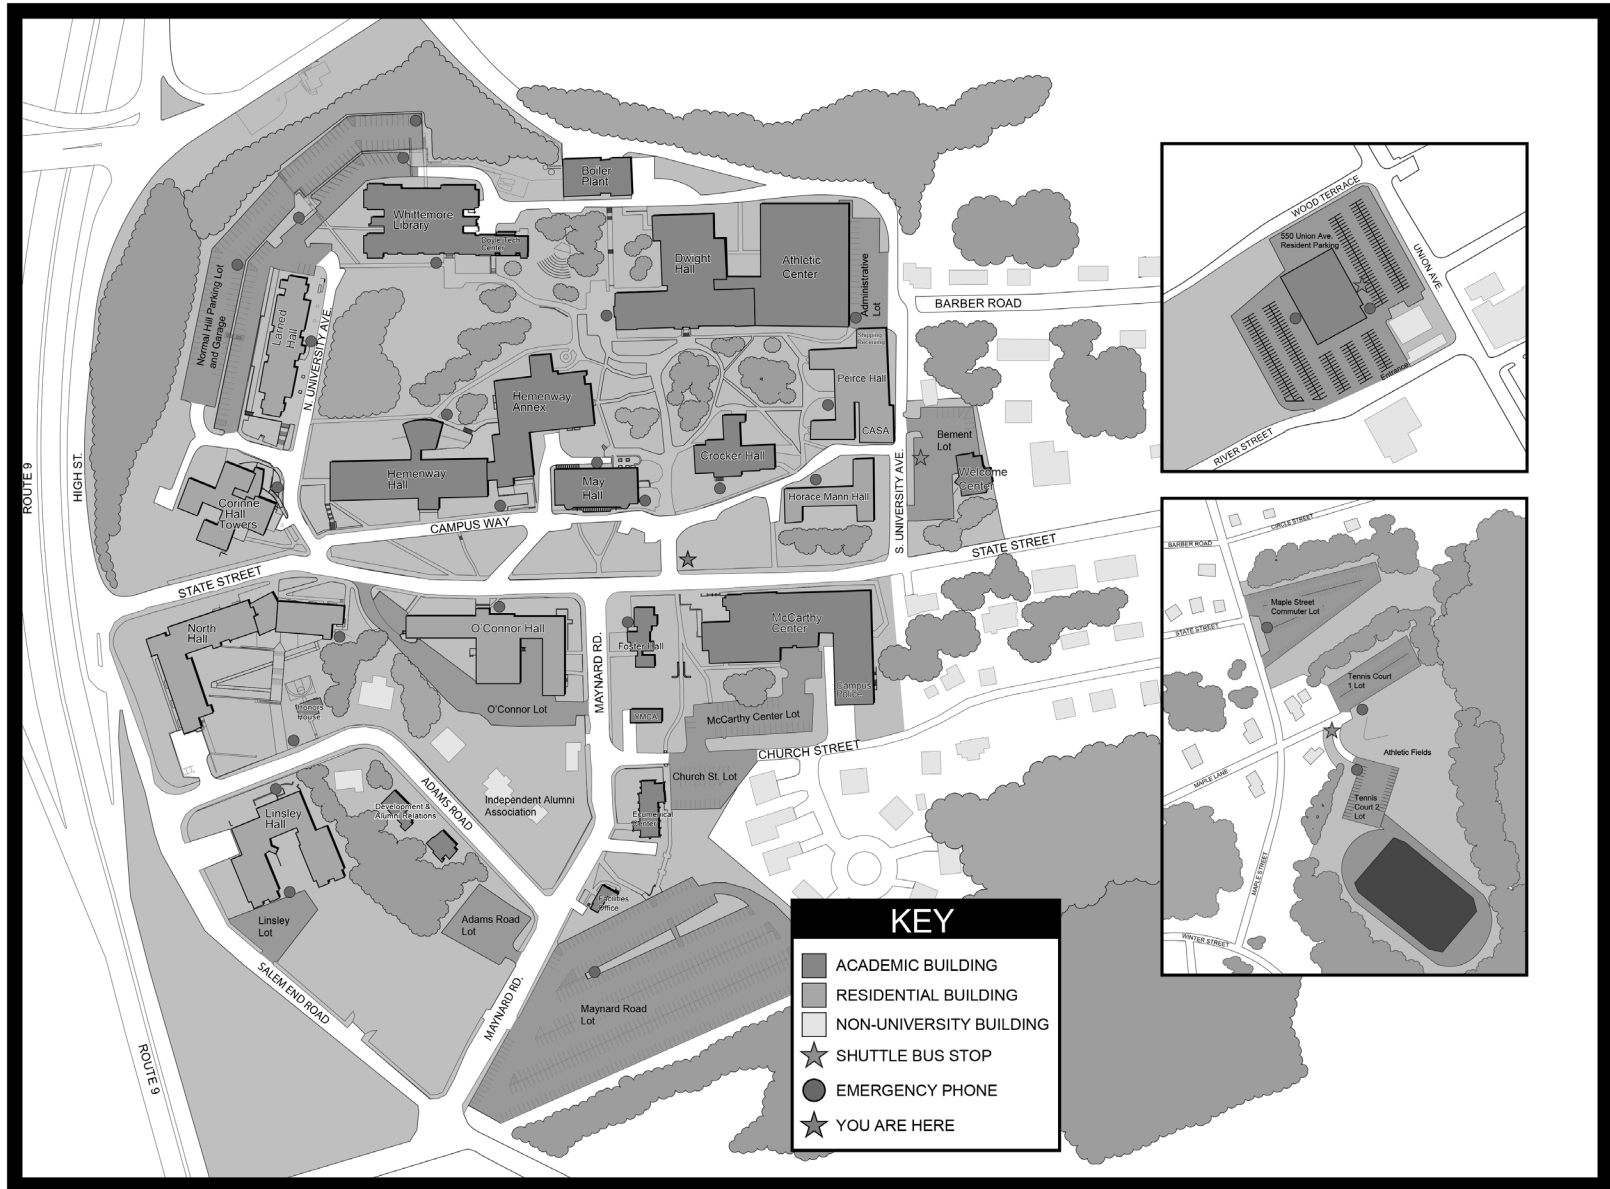 Boiler
Plant
Whittemore
Library
Doyle Tech
Center
Dwight
Hall
Athletic
Center
Administrative
Lot
Normal Hill Parking Lot
and Garage
Larned
Hall
N. UNIVERSITY AVE.
BARBER ROAD
Shipping
Receiving
Peirce Hall
CASA
Hemenway
Annex
Hemenway
Hall
May
Hall
Crocker Hall
Horace Mann Hall
Bement
Lot
Welcome
Center
S. UNIVERSITY AVE.
ROUTE 9
HIGH ST.
Corinne
Hall
Towers
CAMPUS WAY
STATE STREET
STATE STREET
North
Hall
O'Connor Hall
O'Connor Lot
MAYNARD RD.
Foster Hall
McCarthy
Center
Campus
Police
McCarthy Center Lot
YMCA
Honors
House
CHURCH STREET
Church St. Lot
ADAMS ROAD
Independent Alumni
Association
Ecumenical
Center
Development &
Alumni Relations
Linsley
Hall
Linsley
Lot
Adams Road
Lot
Facilities
Office
SALEM END ROAD
MAYNARD RD.
Maynard Road
Lot
ROUTE 9
WOOD TERRACE
550 Union Ave.
Resident Parking
UNION AVE.
Entrance
RIVER STREET
CIRCLE STREET
BARBER ROAD
Maple Street
Commuter Lot
STATE STREET
Tennis Court
1 Lot
Athletic Fields
MAPLE LANE
Tennis
Court 2
Lot
MAPLE STREET
WINTER STREET
KEY
ACADEMIC BUILDING
RESIDENTIAL BUILDING
NON-UNIVERSITY BUILDING
SHUTTLE BUS STOP
EMERGENCY PHONE
YOU ARE HERE